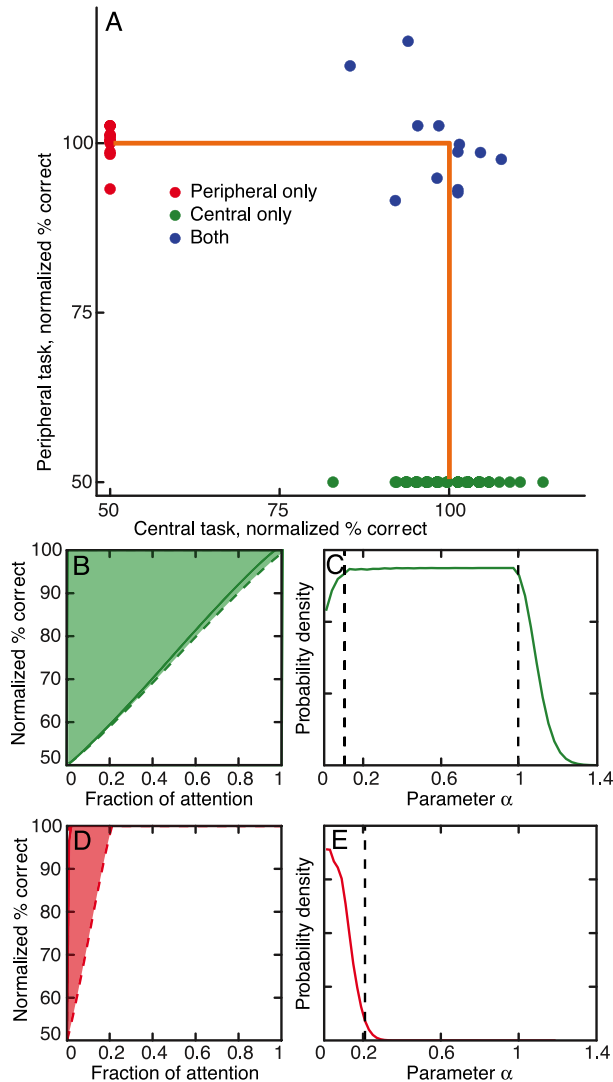 A
Peripheral task, normalized % correct
100
75
50
Peripheral only
Central only
Both
50 75 100
Central task, normalized % correct
B
Normalized % correct
100
90
80
70
60
50
0 0.2 0.4 0.6 0.8 1
Fraction of attention
C
Probability density
0 0.2 0.6 1 1.4
Parameter α
D
Normalized % correct
100
90
80
70
60
50
0 0.2 0.4 0.6 0.8 1
Fraction of attention
E
Probability density
0 0.2 0.6 1 1.4
Parameter α